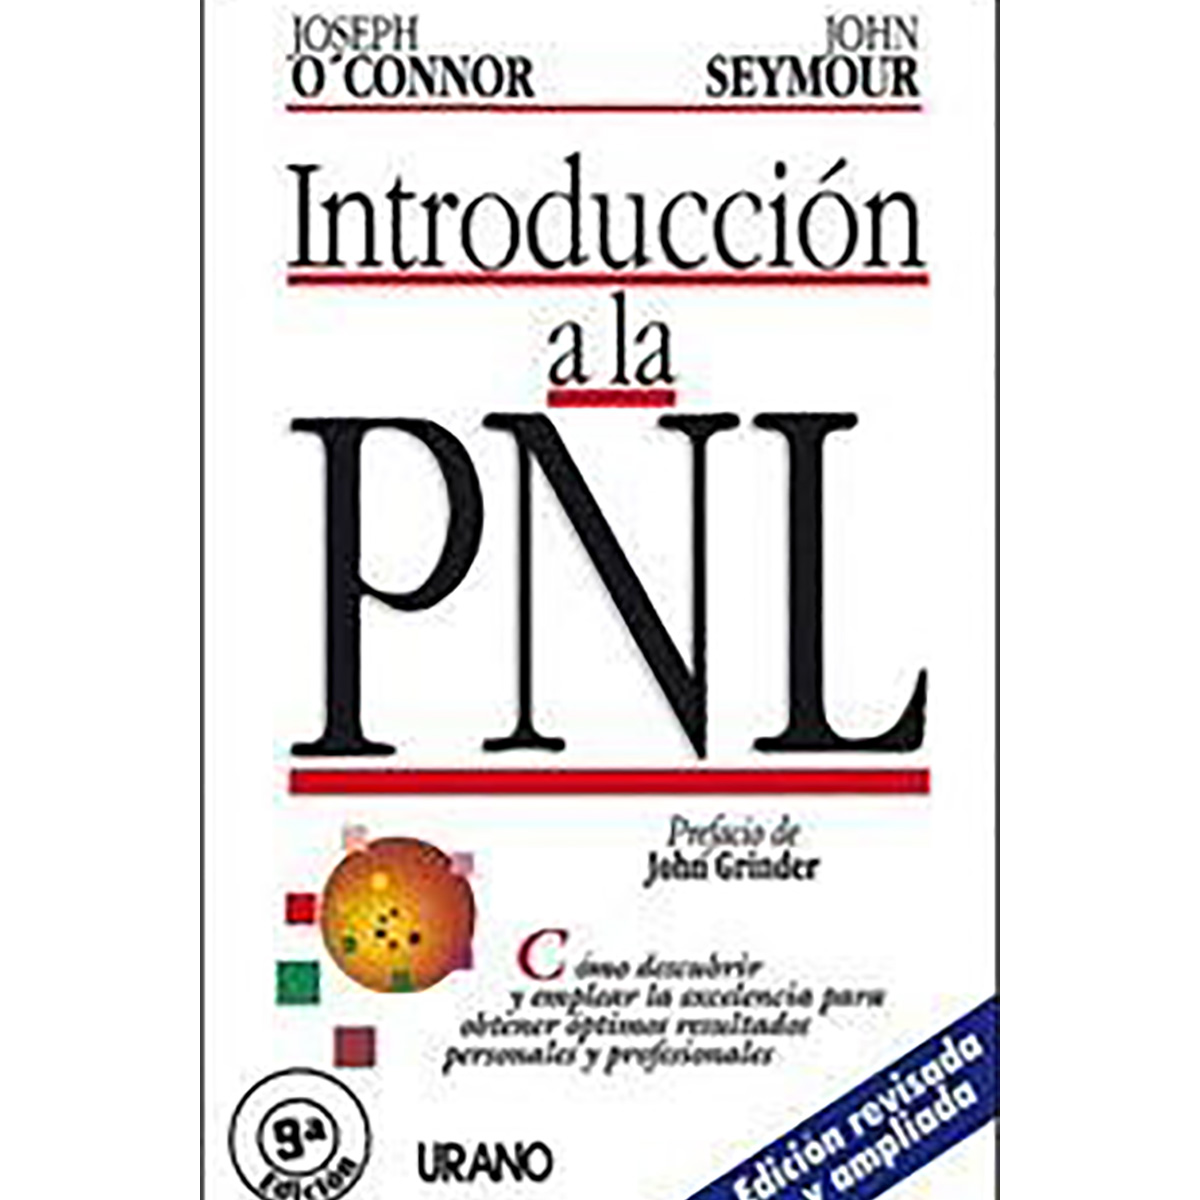 JOSEPH JOHN
O´CONNOR SEYMOUR
Introducción
a la
PNL
Prefacio de
John Grinder
Cómo descubrir
y emplear la excelencia para
obtener óptimos resultados
personales y profesionales
9ª
Edición
URANO
Edición revisada
y ampliada